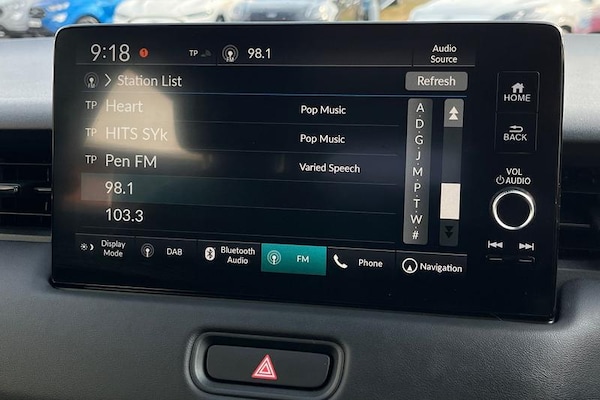 9:18 1 TP 98.1 Audio Source
Station List Refresh
TP Heart Pop Music
TP HITS SYk Pop Music
TP Pen FM Varied Speech
98.1
103.3
A
D
G
J
M
P
T
W
#
HOME
BACK
VOL
AUDIO
Display Mode
DAB
Bluetooth Audio
FM
Phone
Navigation